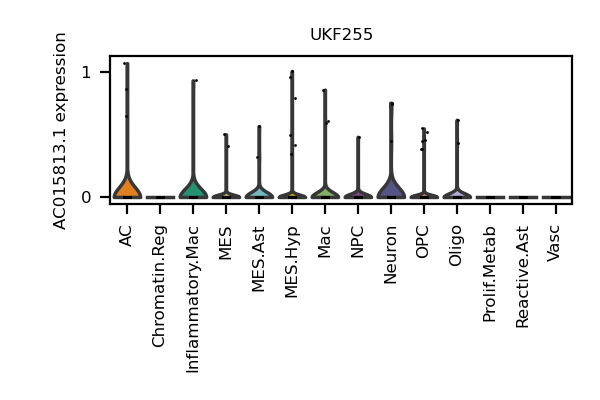 UKF255
AC015813.1 expression
1
0
AC
Chromatin.Reg
Inflammatory.Mac
MES
MES.Ast
MES.Hyp
Mac
NPC
Neuron
OPC
Oligo
Prolif.Metab
Reactive.Ast
Vasc